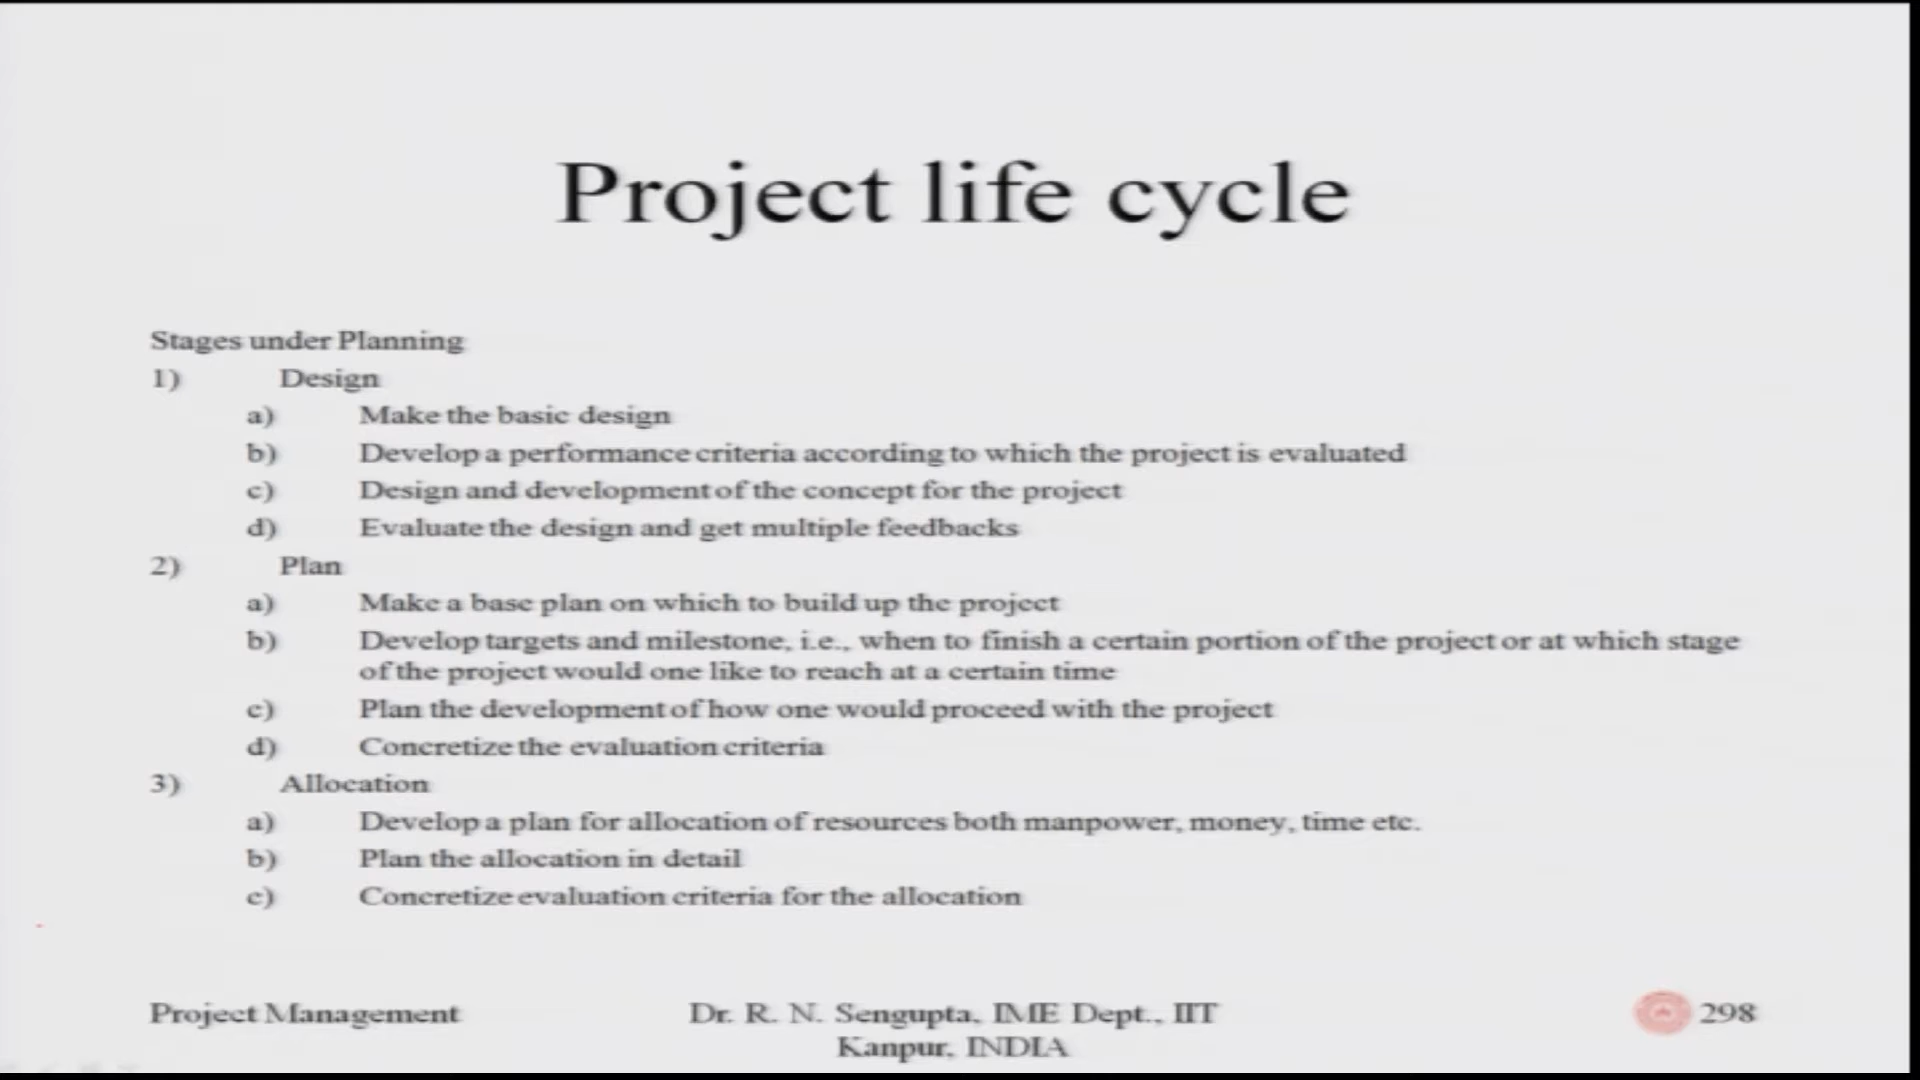 Project life cycle
Stages under Planning
1) Design
a) Make the basic design
b) Develop a performance criteria according to which the project is evaluated
c) Design and development of the concept for the project
d) Evaluate the design and get multiple feedbacks
2) Plan
a) Make a base plan on which to build up the project
b) Develop targets and milestone, i.e., when to finish a certain portion of the project or at which stage
of the project would one like to reach at a certain time
c) Plan the development of how one would proceed with the project
d) Concretize the evaluation criteria
3) Allocation
a) Develop a plan for allocation of resources both manpower, money, time etc.
b) Plan the allocation in detail
c) Concretize evaluation criteria for the allocation
Project Management
Dr. R. N. Sengupta, IME Dept., IIT
Kanpur, INDIA
298